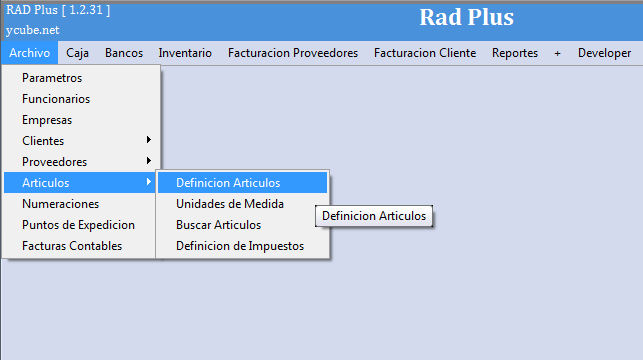 RAD Plus [ 1.2.31 ]
Rad Plus
ycube.net
Archivo Caja Bancos Inventario Facturacion Proveedores Facturacion Cliente Reportes + Developer
Parametros
Funcionarios
Empresas
Clientes
Proveedores
Articulos
Numeraciones
Puntos de Expedicion
Facturas Contables
Definicion Articulos
Unidades de Medida
Buscar Articulos
Definicion de Impuestos
Definicion Articulos